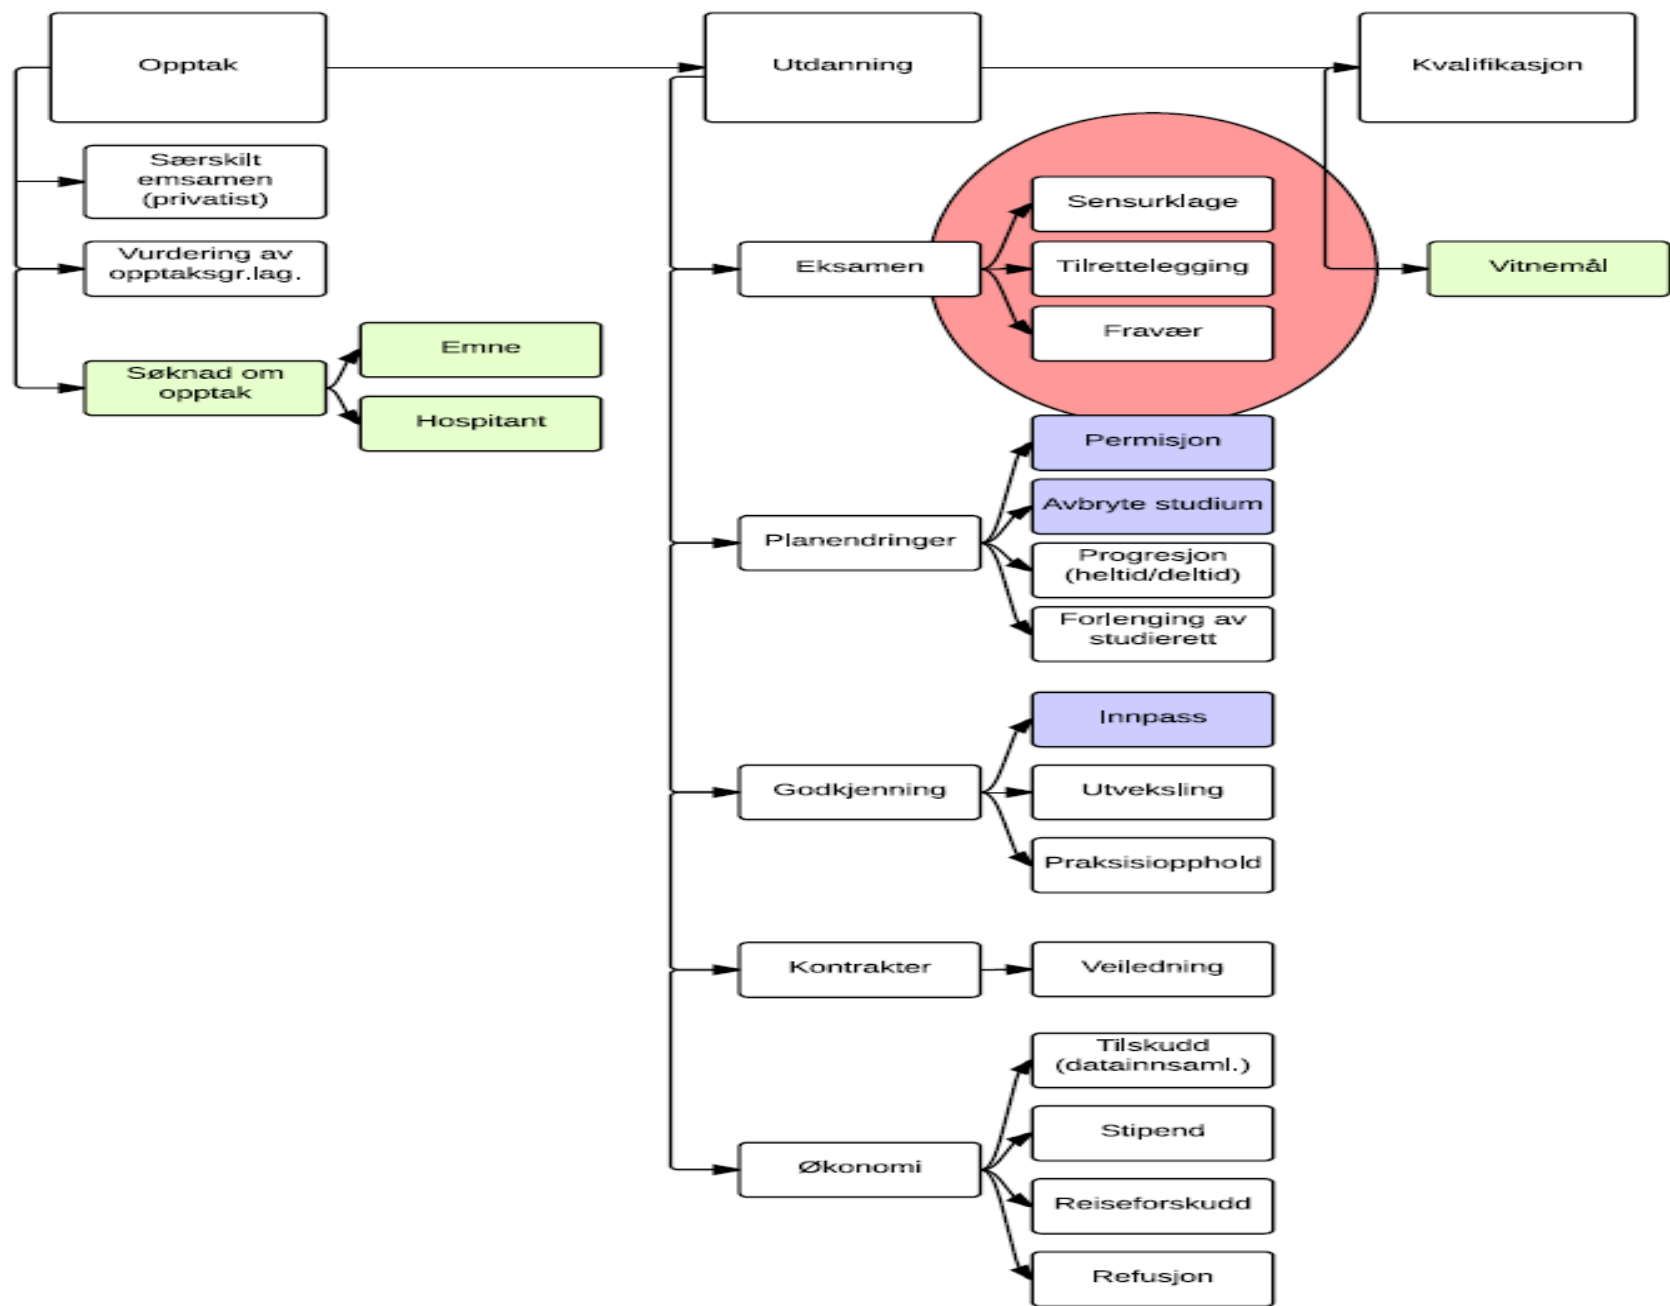 Opptak
Særskilt
emsamen
(privatist)
Vurdering av
opptaksgr.lag.
Søknad om
opptak
Emne
Hospitant
Utdanning
Eksamen
Sensurklage
Tilrettelegging
Fravær
Planendringer
Permisjon
Avbryte studium
Progresjon
(heltid/deltid)
Forlenging av
studierett
Godkjenning
Innpass
Utveksling
Praksisiopphold
Kontrakter
Veiledning
Økonomi
Tilskudd
(datainnsaml.)
Stipend
Reiseforskudd
Refusjon
Kvalifikasjon
Vitnemål